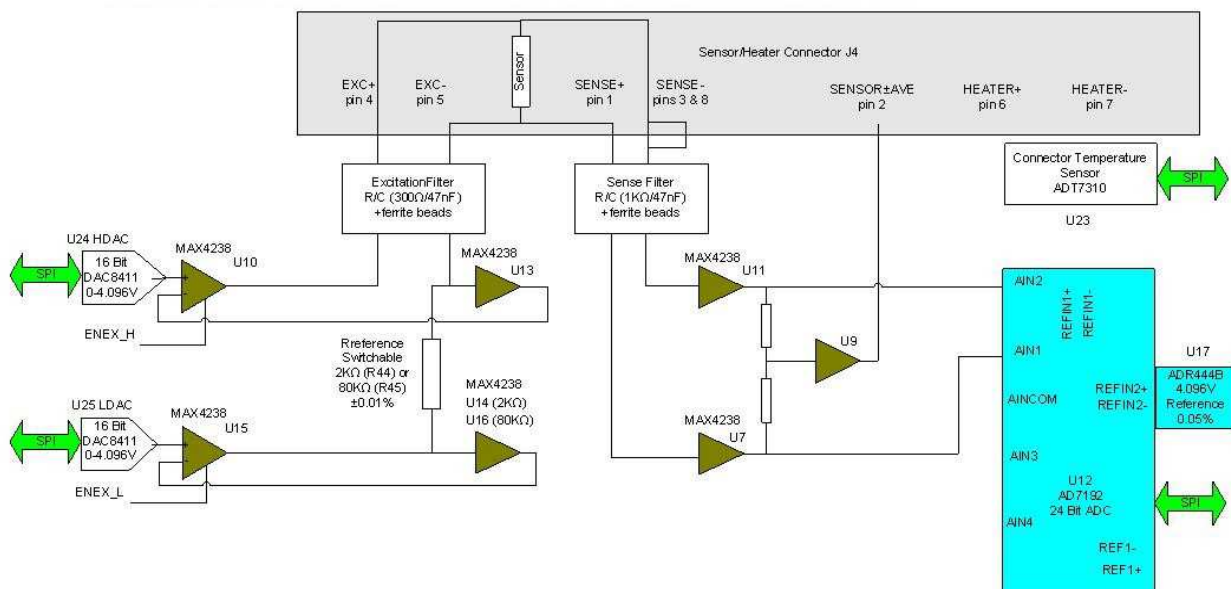 Sensor/Heater Connector J4
Sensor
EXC+
pin 4
EXC-
pin 5
SENSE+
pin 1
SENSE-
pins 3 & 8
SENSOR±AVE
pin 2
HEATER+
pin 6
HEATER-
pin 7
ExcitationFilter
R/C (300Ω/47nF)
+ferrite beads
Sense Filter
R/C (1KΩ/47nF)
+ferrite beads
Connector Temperature
Sensor
ADT7310
SPI
U23
U24 HDAC
SPI
16 Bit
DAC8411
0-4.096V
MAX4238
U10
+
-
ENEX_H
MAX4238
U13
Rreference
Switchable
2KΩ (R44) or
80KΩ (R45)
±0.01%
U25 LDAC
SPI
16 Bit
DAC8411
0-4.096V
MAX4238
U15
+
-
ENEX_L
MAX4238
U14 (2KΩ)
U16 (80KΩ)
MAX4238
U11
U9
MAX4238
U7
AIN2
REFIN1+
REFIN1-
AIN1
AINCOM
REFIN2+
REFIN2-
AIN3
U12
AD7192
24 Bit ADC
AIN4
REF1-
REF1+
U17
ADR444B
4.096V
Reference
0.05%
SPI